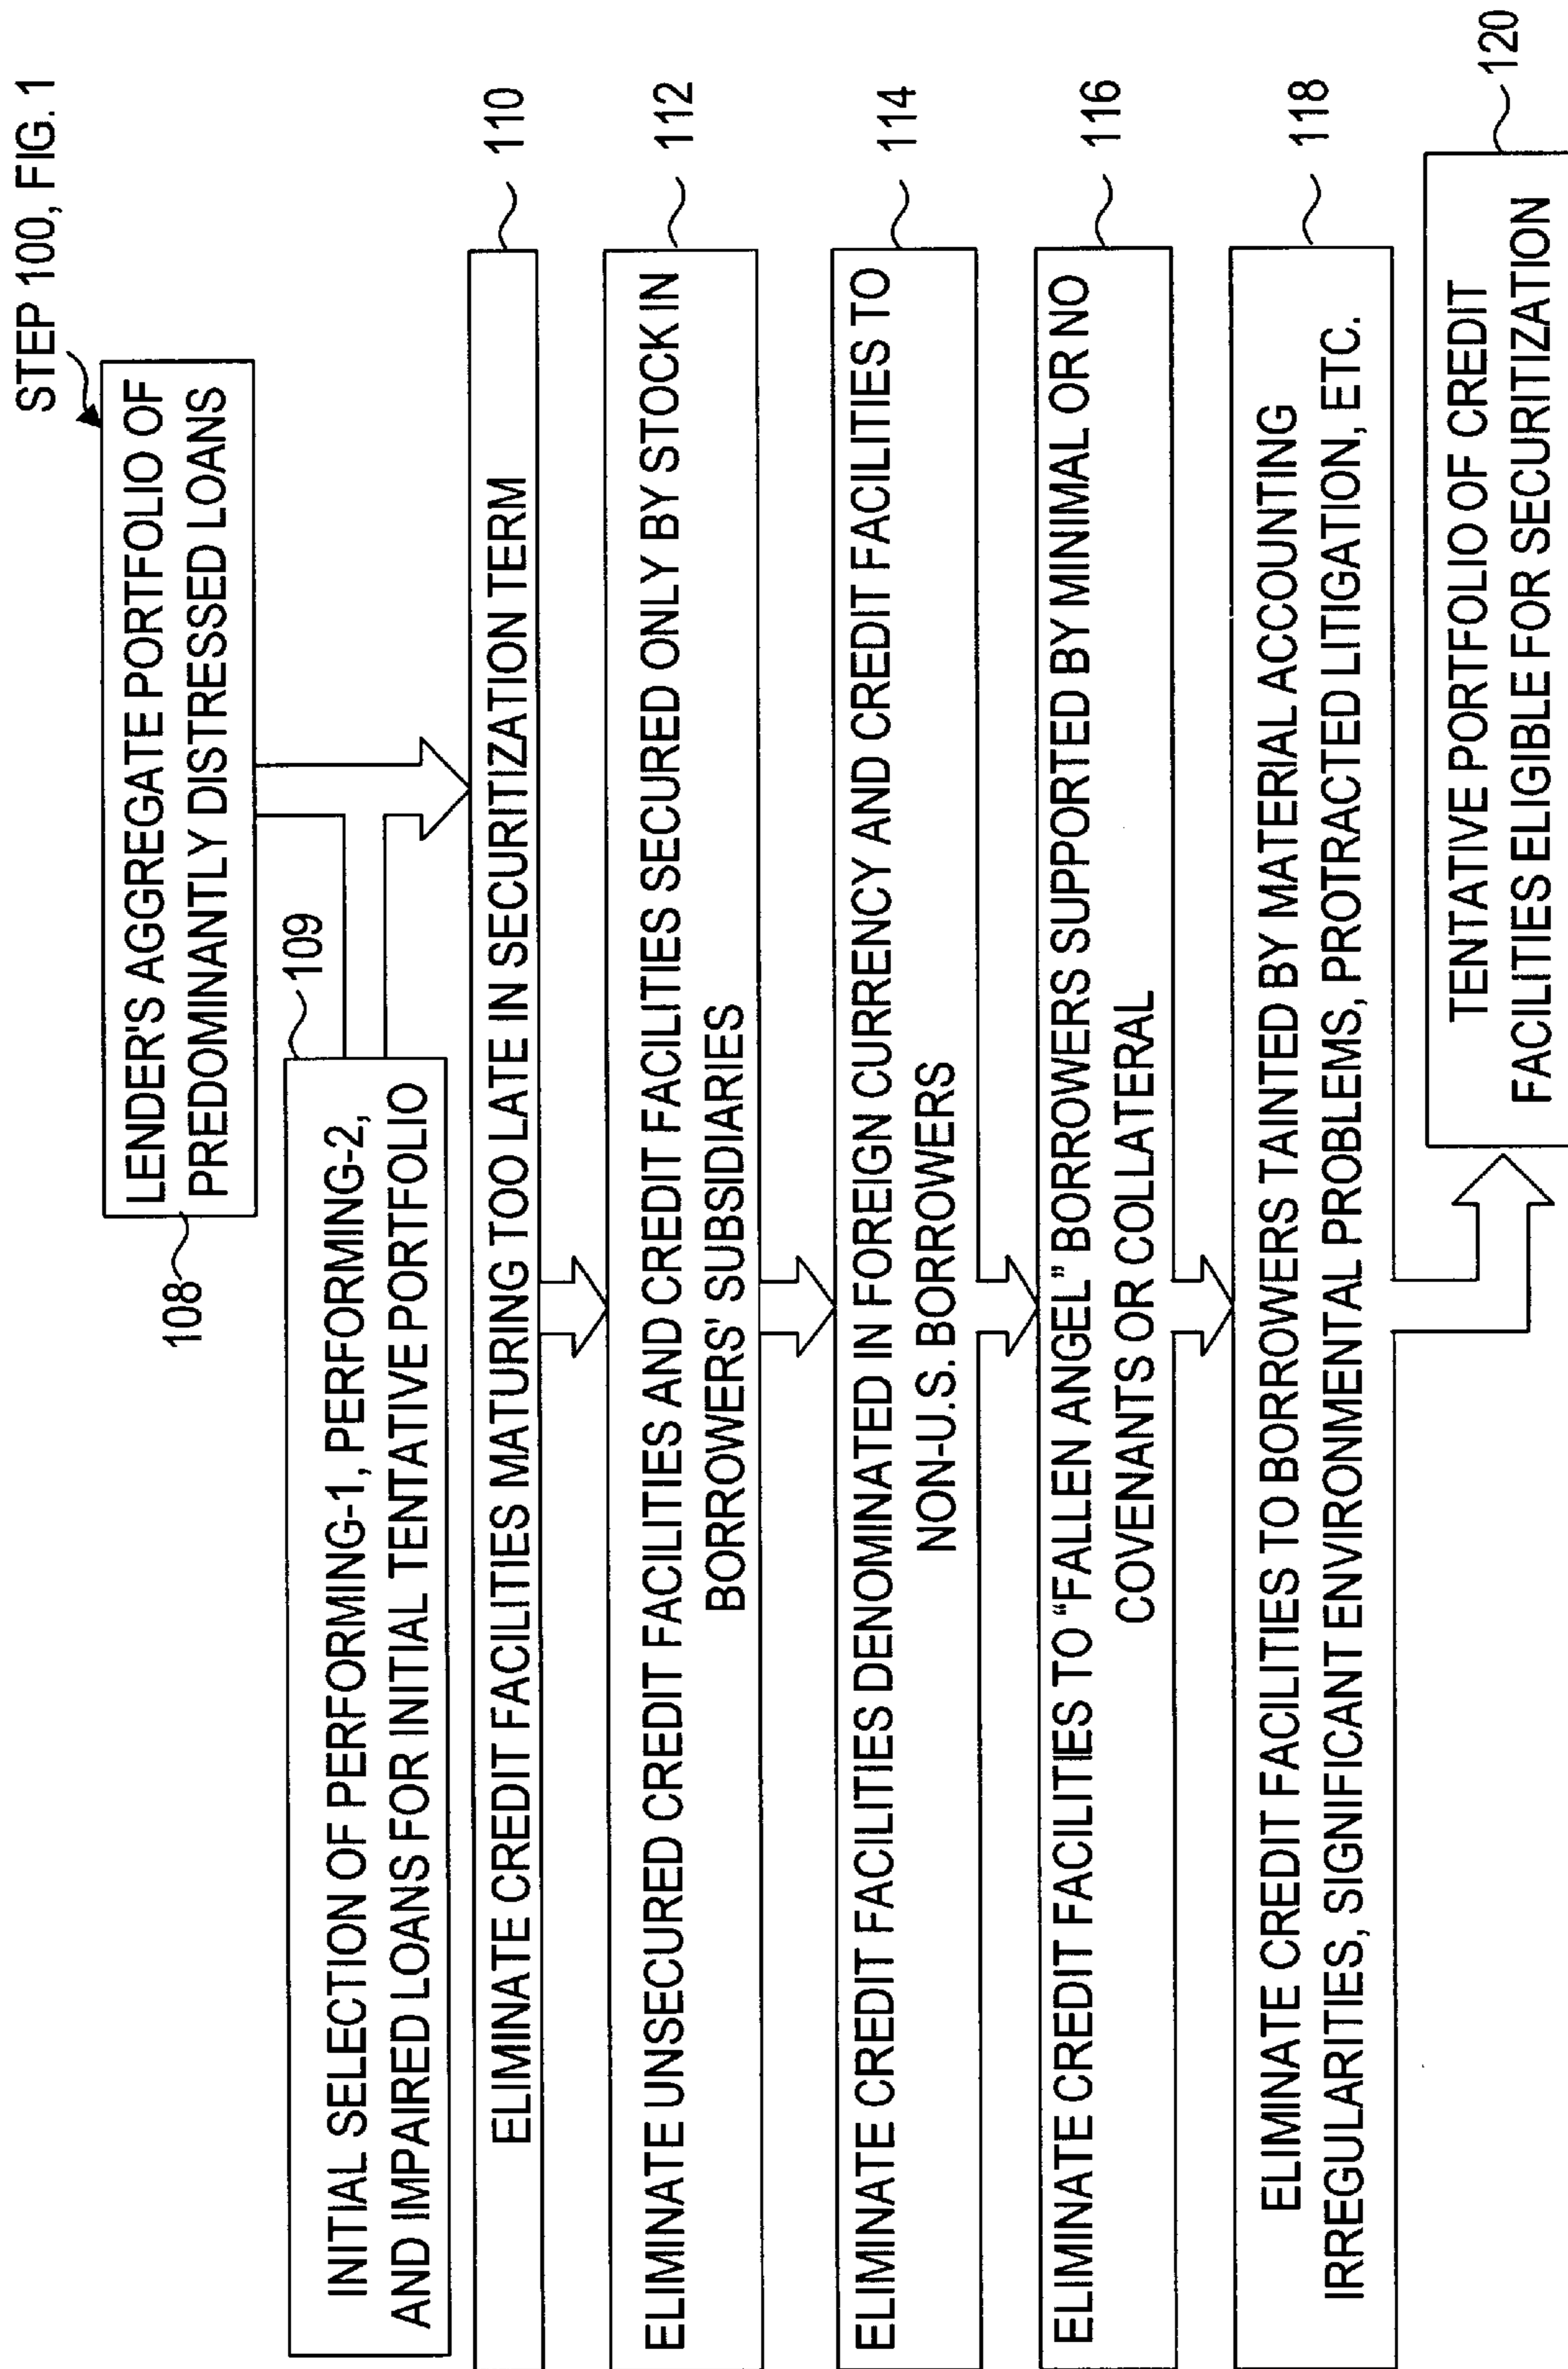 STEP 100, FIG. 1
LENDER'S AGGREGATE PORTFOLIO OF
PREDOMINANTLY DISTRESSED LOANS
108
109
INITIAL SELECTION OF PERFORMING-1, PERFORMING-2,
AND IMPAIRED LOANS FOR INITIAL TENTATIVE PORTFOLIO
ELIMINATE CREDIT FACILITIES MATURING TOO LATE IN SECURITIZATION TERM
110
ELIMINATE UNSECURED CREDIT FACILITIES AND CREDIT FACILITIES SECURED ONLY BY STOCK IN
BORROWERS' SUBSIDIARIES
112
ELIMINATE CREDIT FACILITIES DENOMINATED IN FOREIGN CURRENCY AND CREDIT FACILITIES TO
NON-U.S. BORROWERS
114
ELIMINATE CREDIT FACILITIES TO "FALLEN ANGEL" BORROWERS SUPPORTED BY MINIMAL OR NO
COVENANTS OR COLLATERAL
116
ELIMINATE CREDIT FACILITIES TO BORROWERS TAINTED BY MATERIAL ACCOUNTING
IRREGULARITIES, SIGNIFICANT ENVIRONMENTAL PROBLEMS, PROTRACTED LITIGATION, ETC.
118
TENTATIVE PORTFOLIO OF CREDIT
FACILITIES ELIGIBLE FOR SECURITIZATION
120